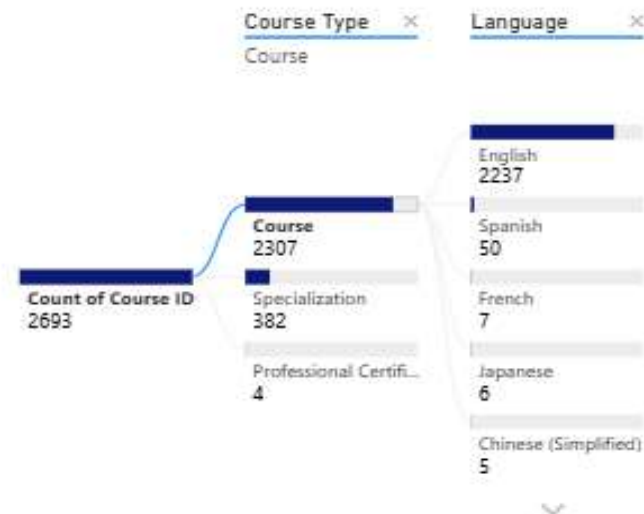 Course Type ×
Language ×
Course
English
2237
Course
2307
Spanish
50
Count of Course ID
2693
Specialization
382
French
7
Professional Certifi...
4
Japanese
6
Chinese (Simplified)
5